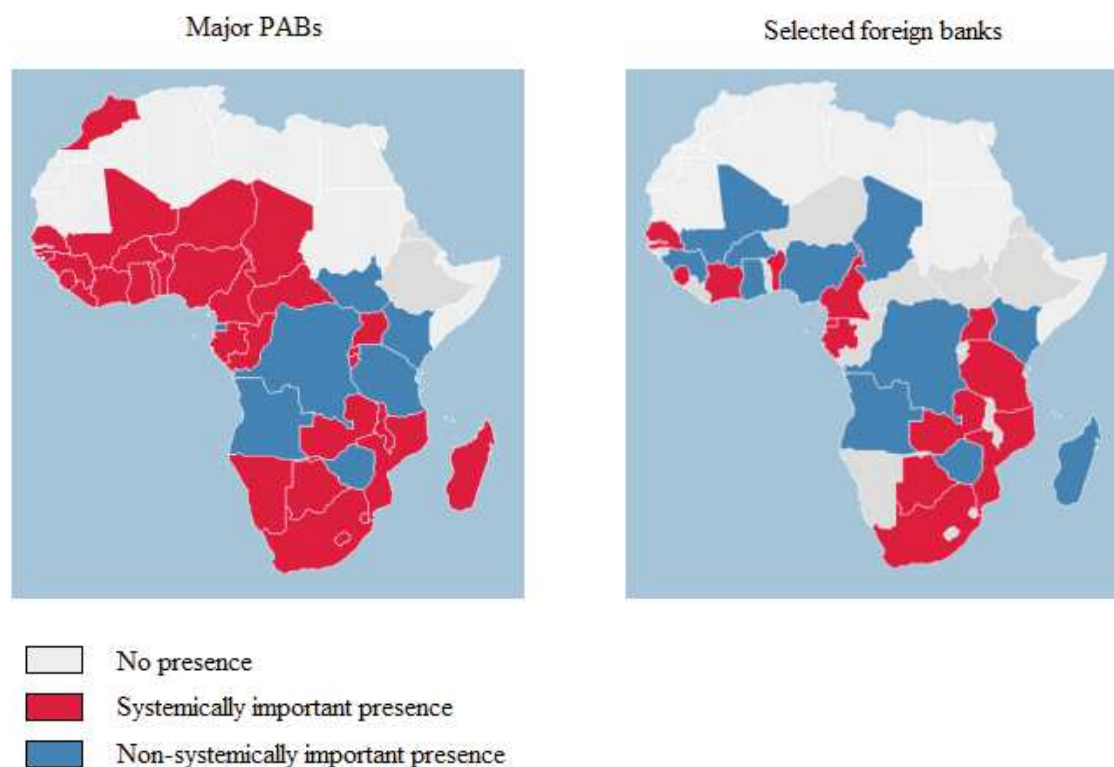 Major PABs
Selected foreign banks
No presence
Systemically important presence
Non-systemically important presence